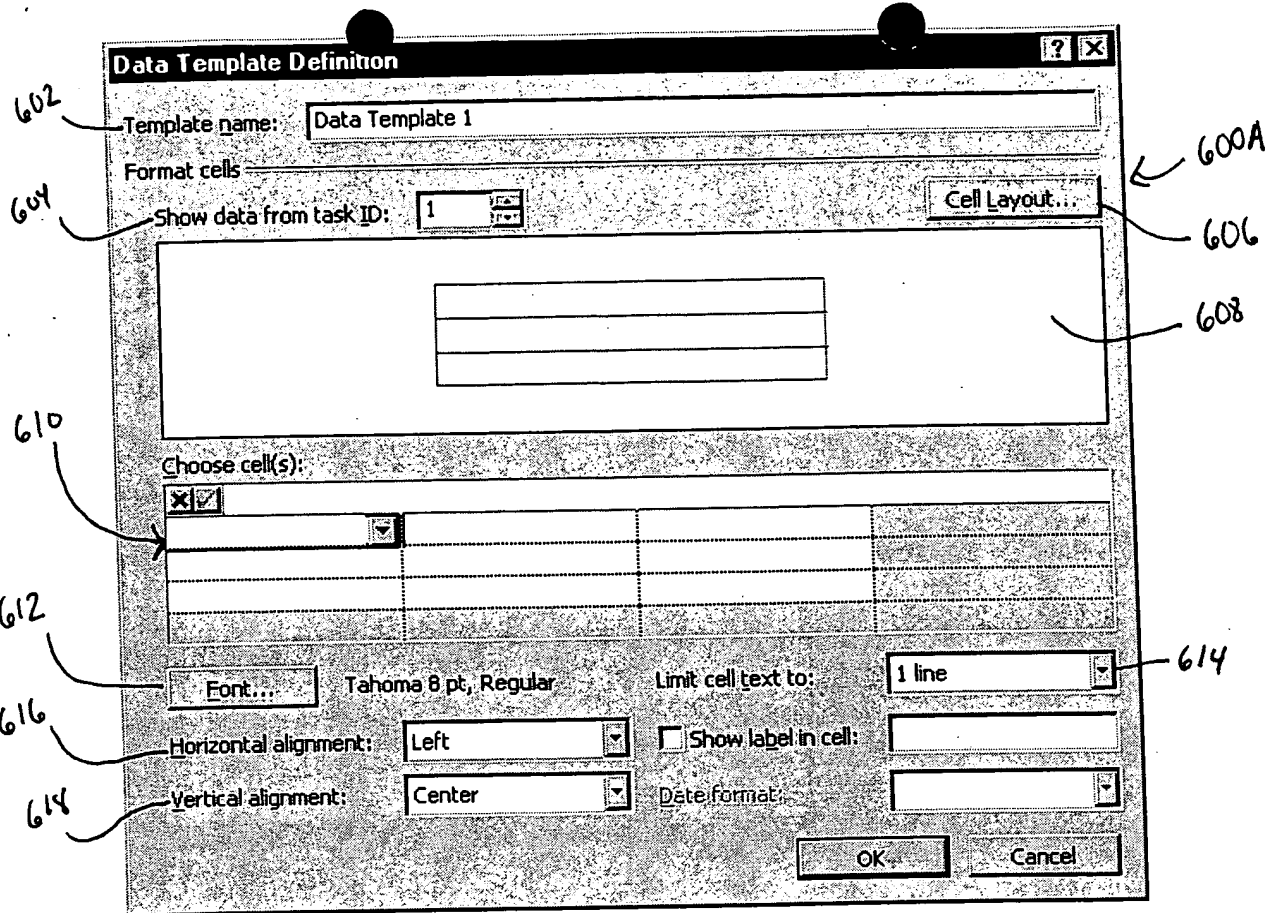 Data Template Definition
602
Template name: Data Template 1
600A
Format cells
604
Show data from task ID: 1
Cell Layout...
606
608
610
Choose cell(s):
612
Font... Tahoma 8 pt, Regular
Limit cell text to: 1 line
614
616
Horizontal alignment: Left
Show label in cell:
618
Vertical alignment: Center
Date format:
OK
Cancel